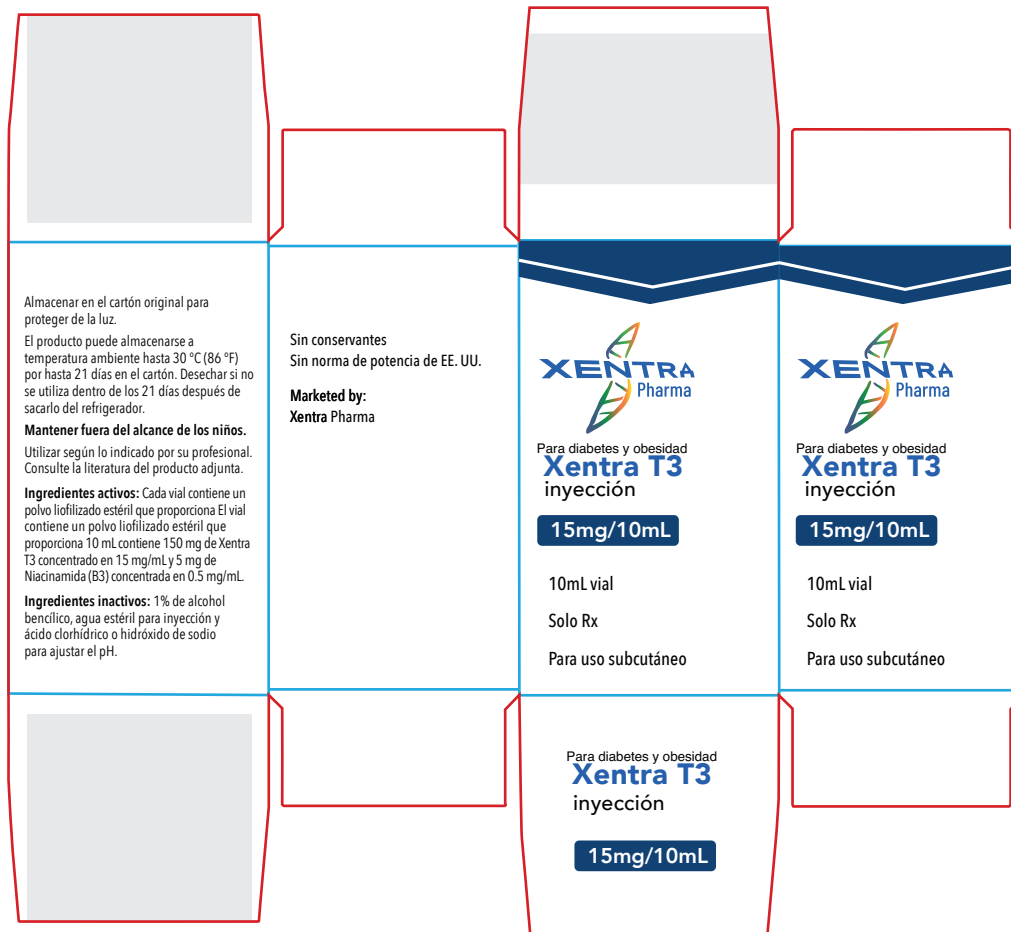 Almacenar en el cartón original para
proteger de la luz.
El producto puede almacenarse a
temperatura ambiente hasta 30 °C (86 °F)
por hasta 21 días en el cartón. Desechar si no
se utiliza dentro de los 21 días después de
sacarlo del refrigerador.
Mantener fuera del alcance de los niños.
Utilizar según lo indicado por su profesional.
Consulte la literatura del producto adjunta.
Ingredientes activos: Cada vial contiene un
polvo liofilizado estéril que proporciona El vial
contiene un polvo liofilizado estéril que
proporciona 10 mL contiene 150 mg de Xentra
T3 concentrado en 15 mg/mL y 5 mg de
Niacinamida (B3) concentrada en 0.5 mg/mL.
Ingredientes inactivos: 1% de alcohol
bencílico, agua estéril para inyección y
ácido clorhídrico o hidróxido de sodio
para ajustar el pH.
Sin conservantes
Sin norma de potencia de EE. UU.
Marketed by:
Xentra Pharma
XENTRA
Pharma
Para diabetes y obesidad
Xentra T3
inyección
15mg/10mL
10mL vial
Solo Rx
Para uso subcutáneo
XENTRA
Pharma
Para diabetes y obesidad
Xentra T3
inyección
15mg/10mL
10mL vial
Solo Rx
Para uso subcutáneo
Para diabetes y obesidad
Xentra T3
inyección
15mg/10mL